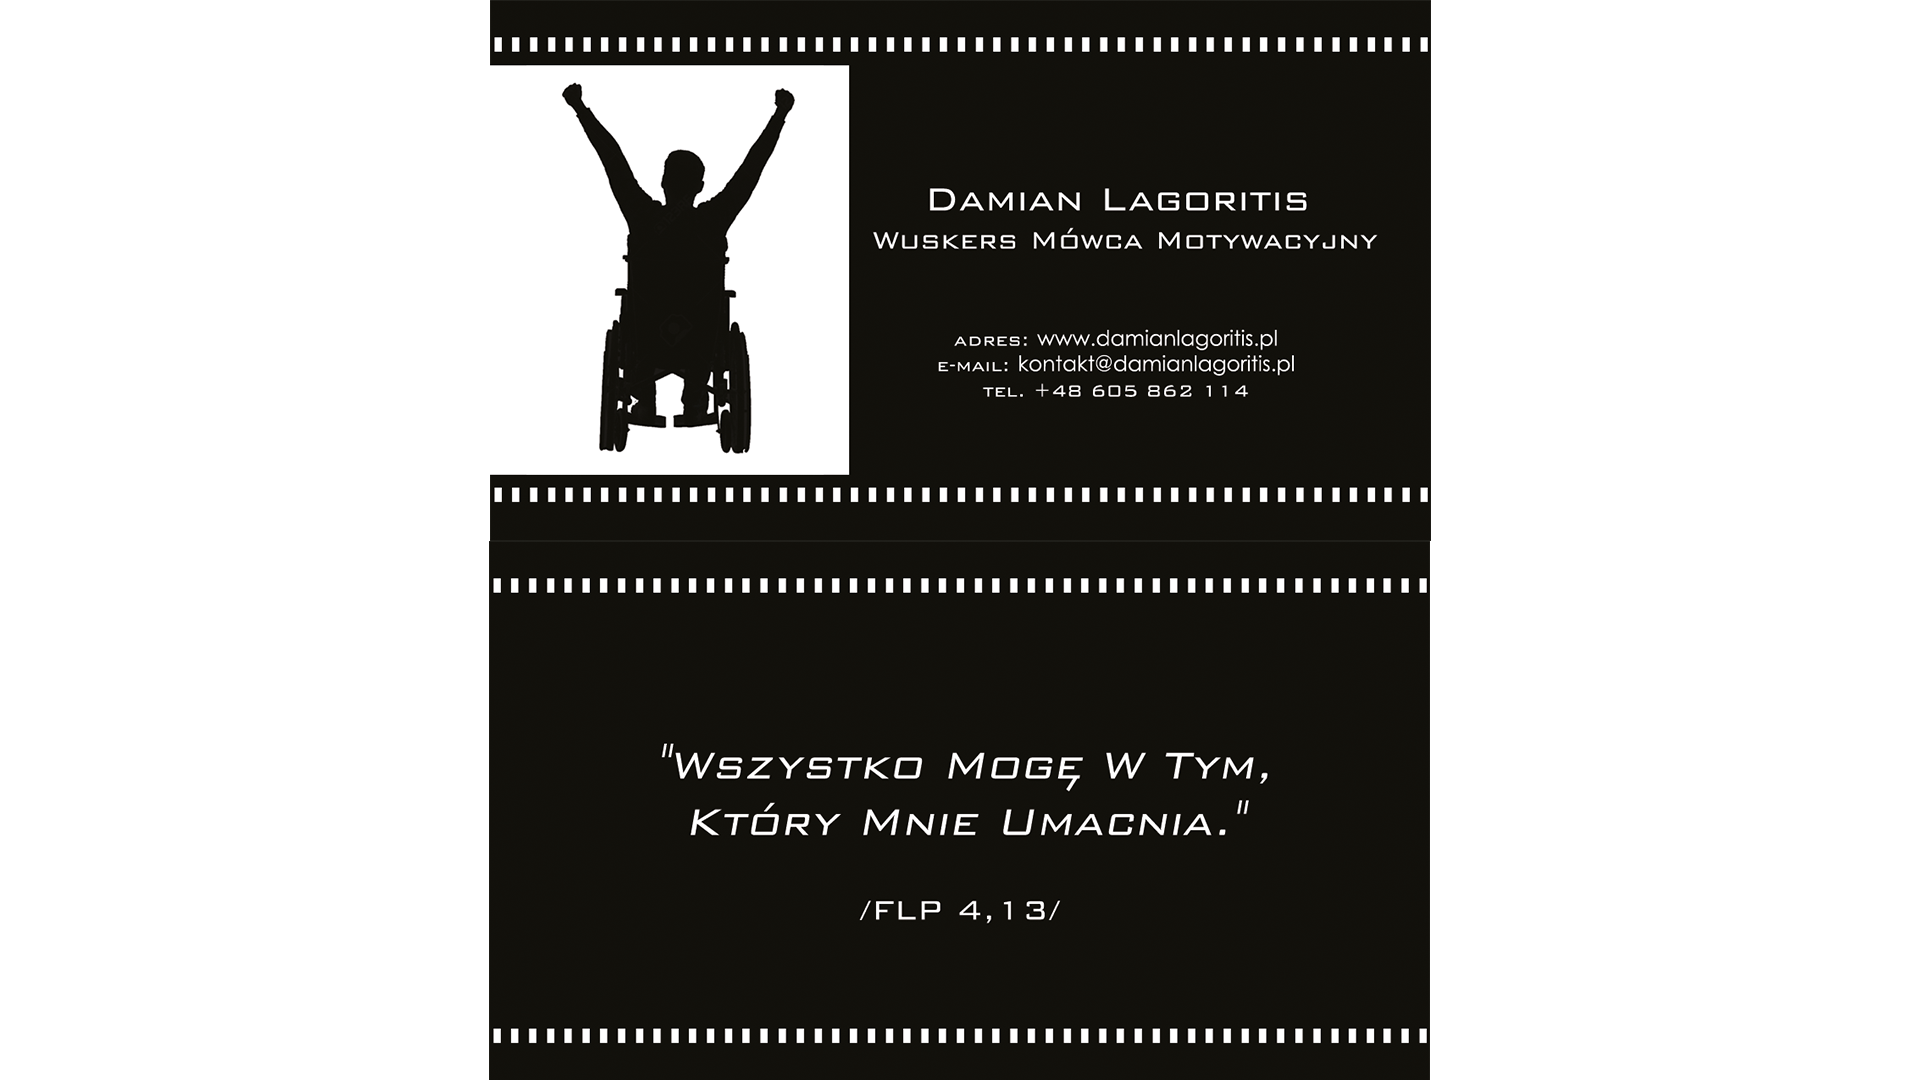 Damian Lagoritis
Wuskers Mówca Motywacyjny
adres: www.damianlagoritis.pl
e-mail: kontakt@damianlagoritis.pl
tel. +48 605 862 114
"Wszystko Mogę W Tym,
Który Mnie Umacnia."
/FLP 4,13/